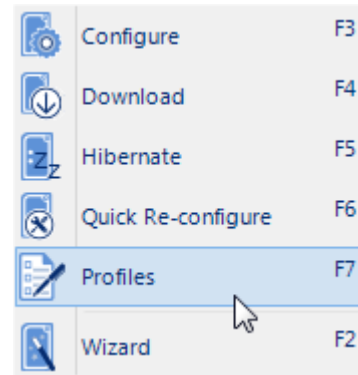 Configure F3
Download F4
Hibernate F5
Quick Re-configure F6
Profiles F7
Wizard F2